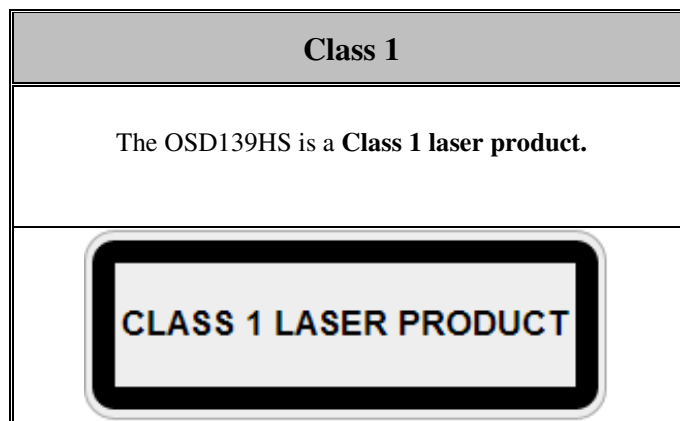 Class 1
The OSD139HS is a Class 1 laser product.
CLASS 1 LASER PRODUCT